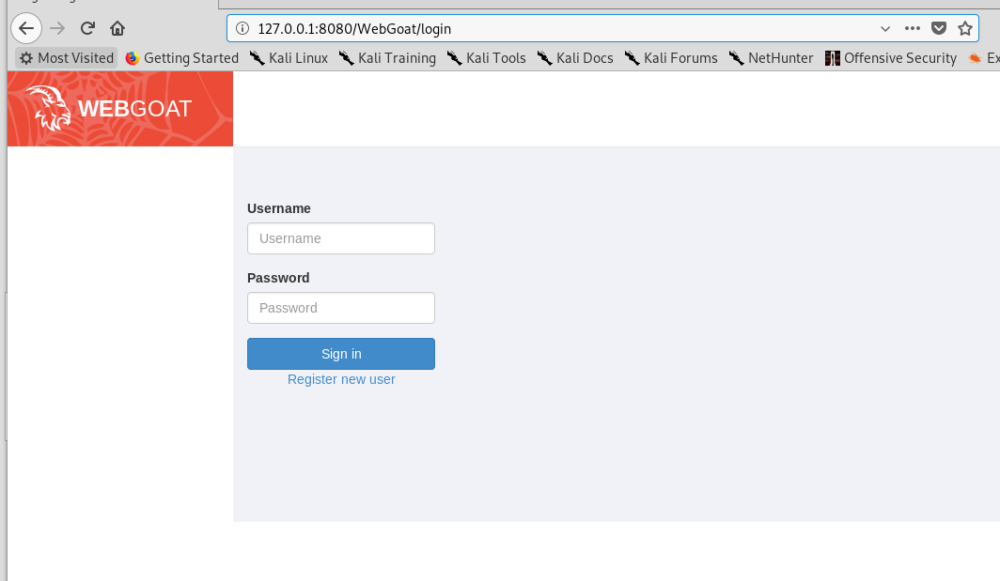 127.0.0.1:8080/WebGoat/login
Most Visited Getting Started Kali Linux Kali Training Kali Tools Kali Docs Kali Forums NetHunter Offensive Security Ex
WEBGOAT
Username
Username
Password
Password
Sign in
Register new user